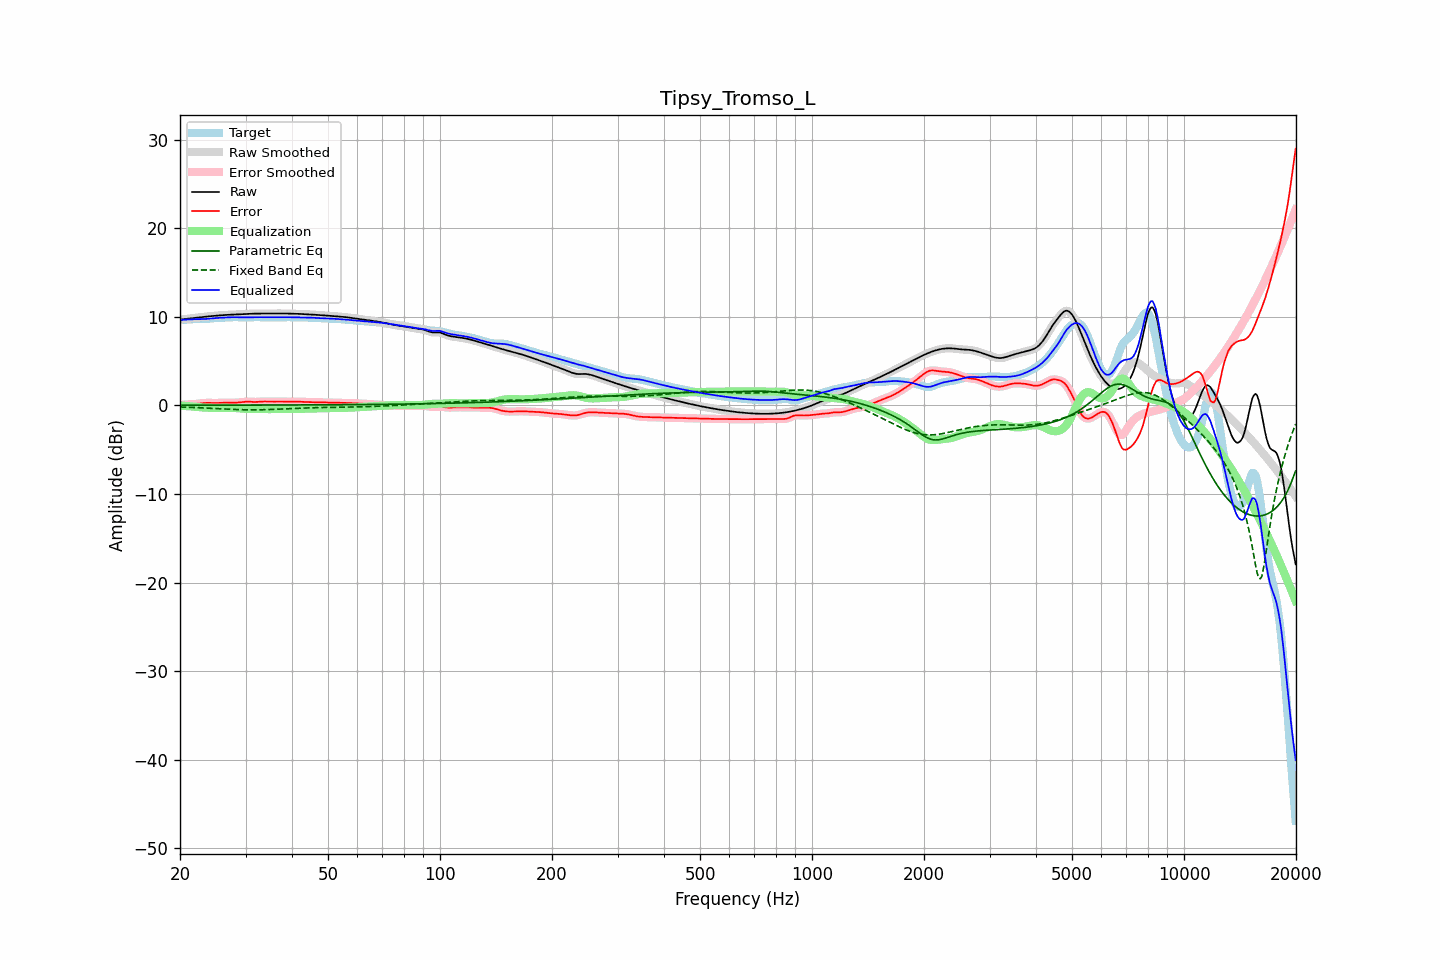 Tipsy_Tromso_L
Target
Raw Smoothed
Error Smoothed
Raw
Error
Equalization
Parametric Eq
Fixed Band Eq
Equalized
30
20
10
0
−10
−20
−30
−40
−50
Amplitude (dBr)
20 50 100 200 500 1000 2000 5000 10000 20000
Frequency (Hz)